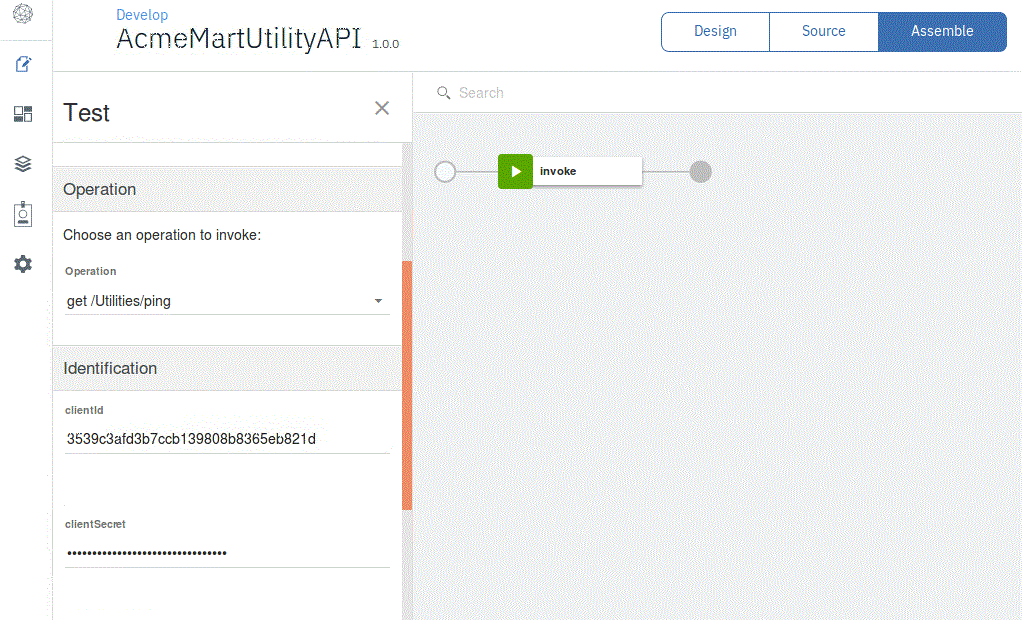 Develop
AcmeMartUtilityAPI 1.0.0
Design Source Assemble
Test
Search
Operation
Choose an operation to invoke:
Operation
get /Utilities/ping
Identification
clientId
3539c3afd3b7ccb139808b8365eb821d
clientSecret
••••••••••••••••••••••••••••••••
invoke